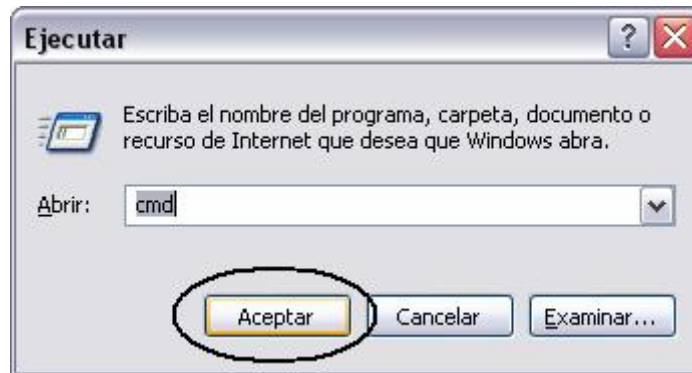 Ejecutar
Escriba el nombre del programa, carpeta, documento o
recurso de Internet que desea que Windows abra.
Abrir: cmd
Aceptar Cancelar Examinar...